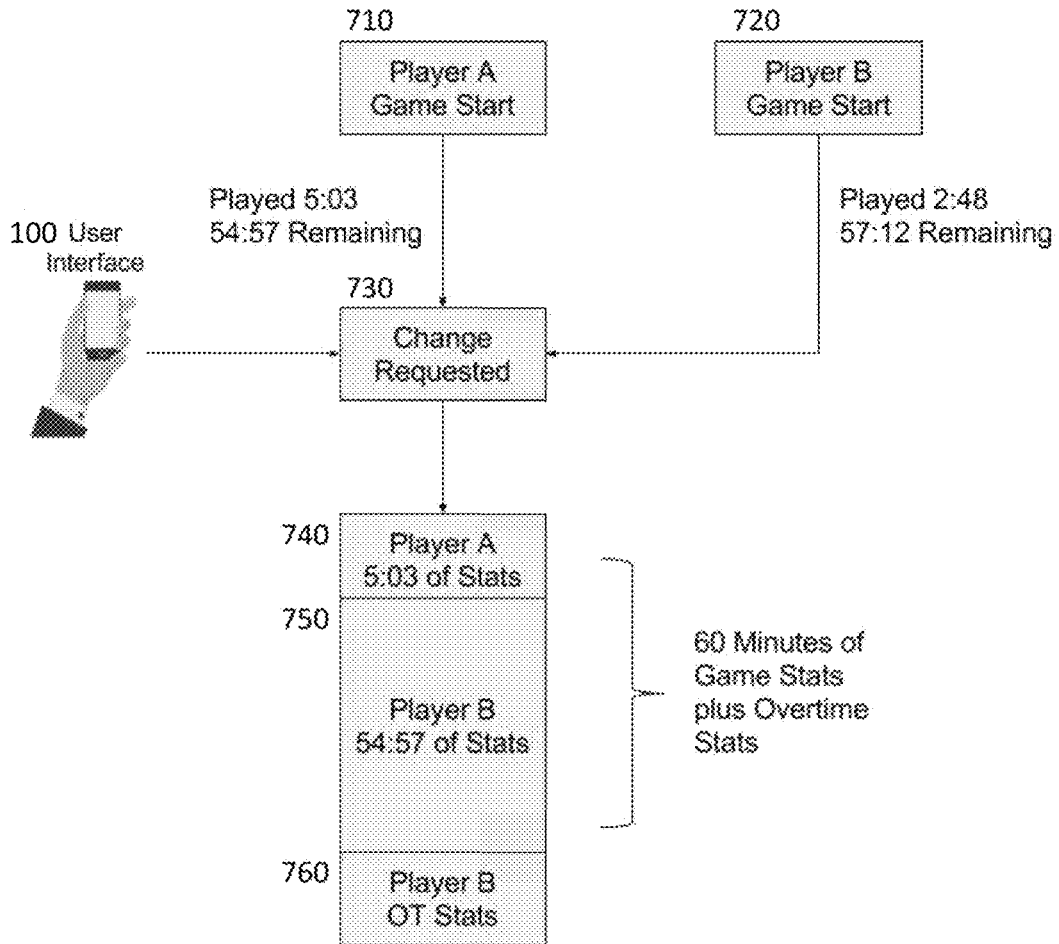 710
Player A
Game Start
720
Player B
Game Start
Played 5:03
54:57 Remaining
Played 2:48
57:12 Remaining
100 User
Interface
730
Change
Requested
740
Player A
5:03 of Stats
750
Player B
54:57 of Stats
60 Minutes of
Game Stats
plus Overtime
Stats
760
Player B
OT Stats